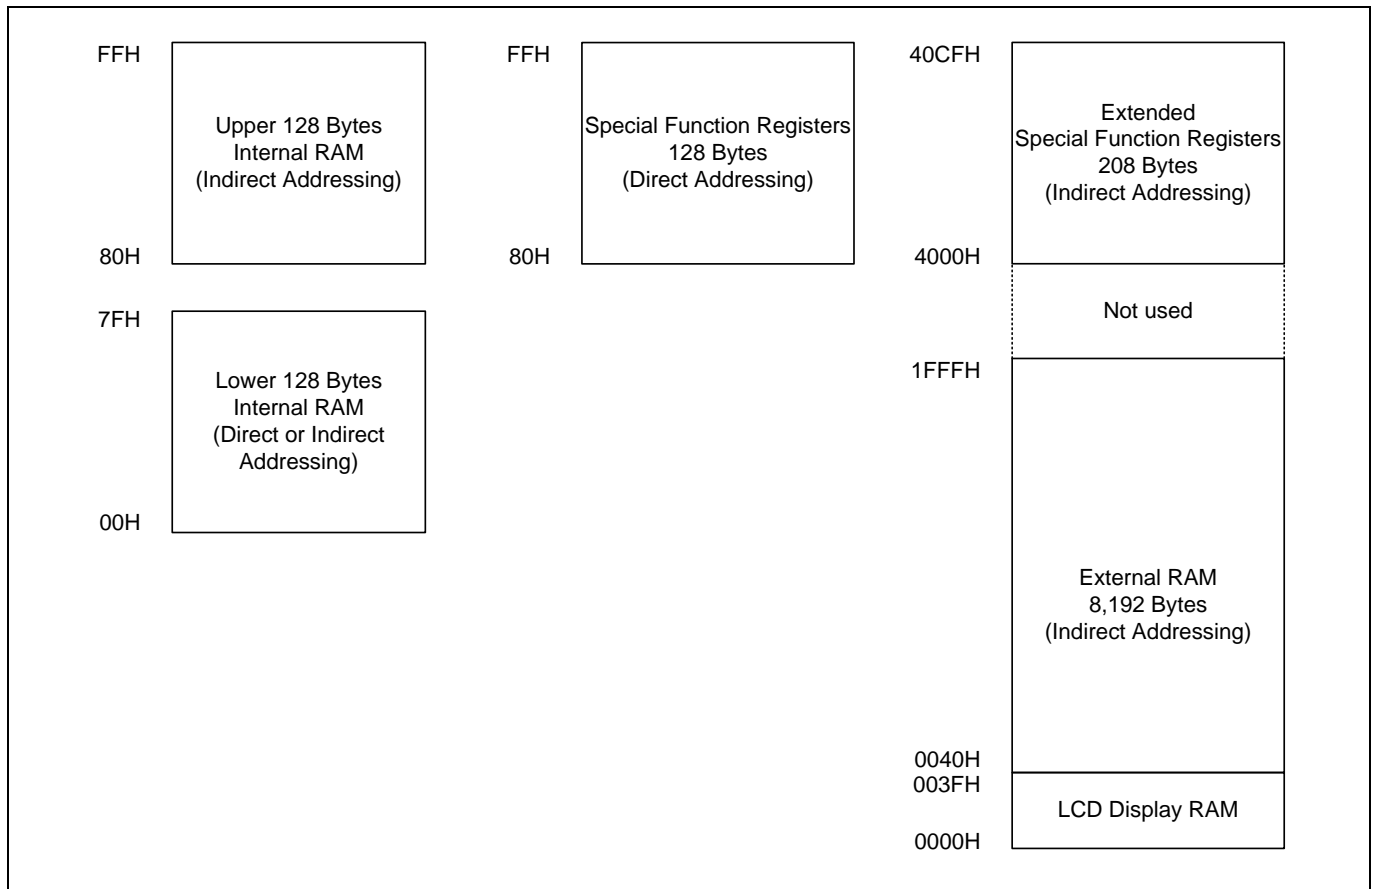 FFH
Upper 128 Bytes
Internal RAM
(Indirect Addressing)
80H
7FH
Lower 128 Bytes
Internal RAM
(Direct or Indirect
Addressing)
00H
FFH
Special Function Registers
128 Bytes
(Direct Addressing)
80H
40CFH
Extended
Special Function Registers
208 Bytes
(Indirect Addressing)
4000H
Not used
1FFFH
External RAM
8,192 Bytes
(Indirect Addressing)
0040H
003FH
LCD Display RAM
0000H